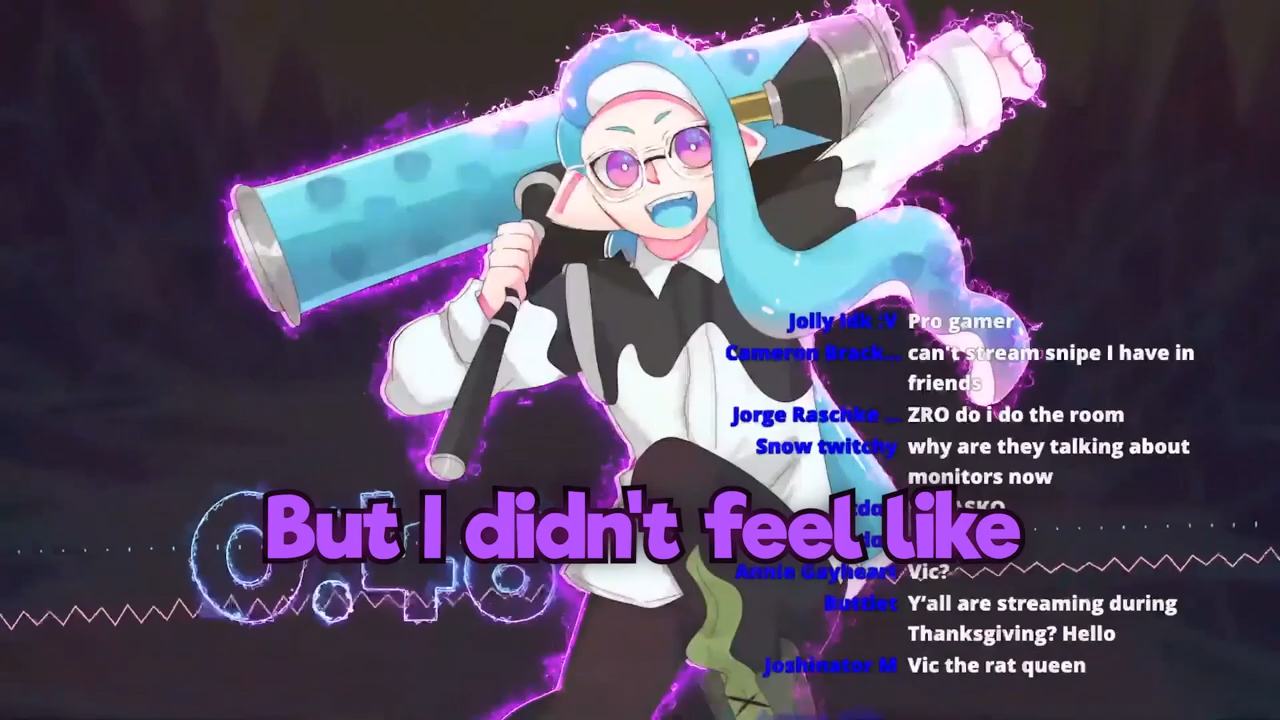 Jolly Idk :V Pro gamer
Cameron Brack... can't stream snipe I have in
friends
Jorge Raschke ... ZRO do i do the room
Snow twitchy why are they talking about
monitors now
But I didn't feel like
Annie Gayheart Vic?
Butties Y'all are streaming during
Thanksgiving? Hello
Joshinator M Vic the rat queen